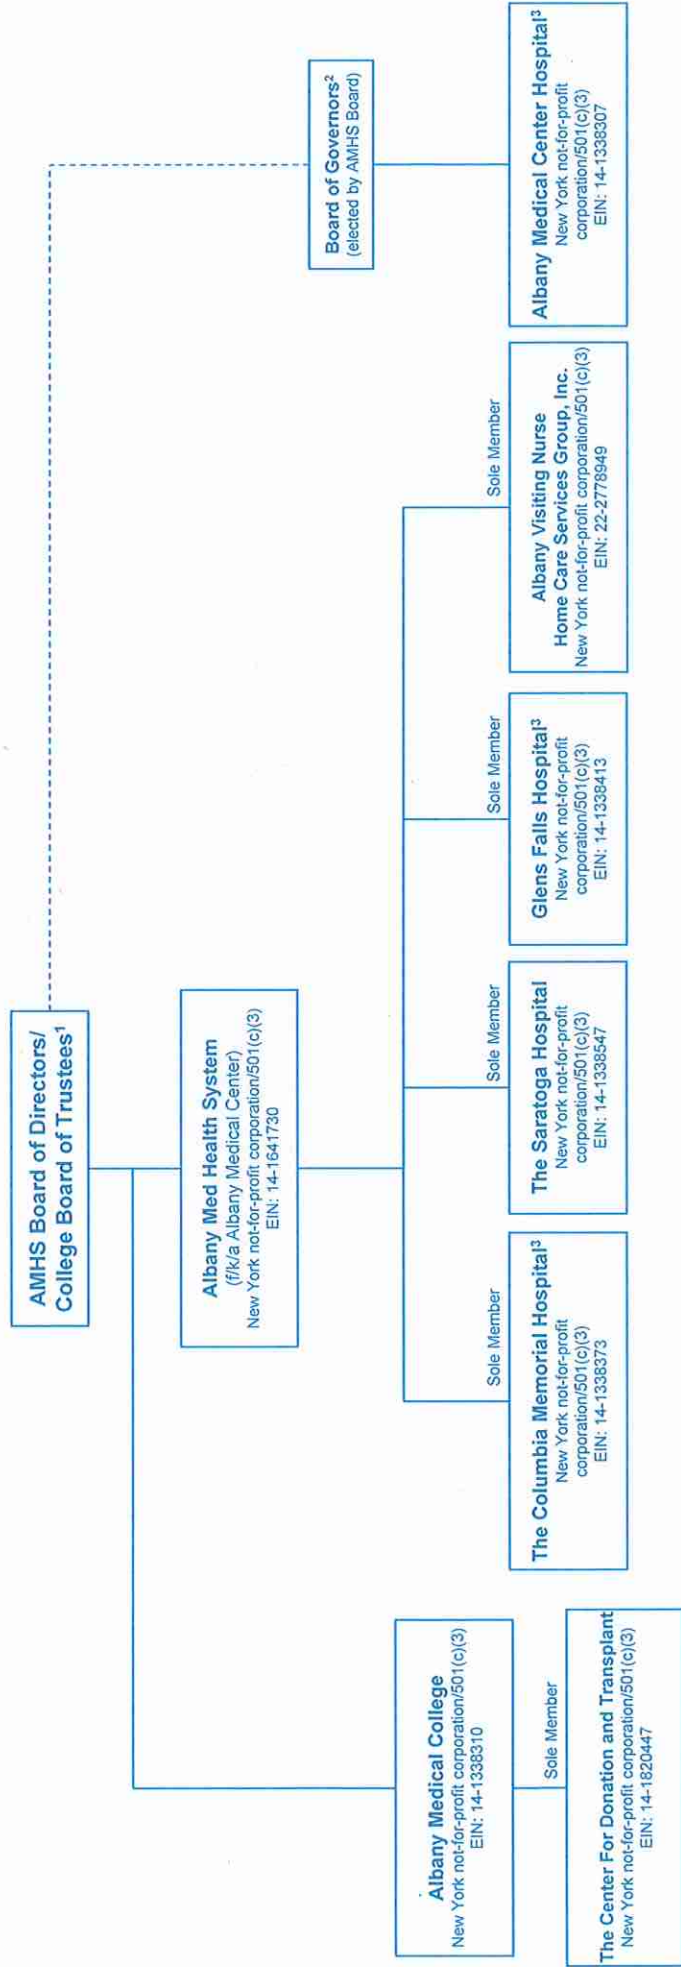 AMHS Board of Directors/
College Board of Trustees¹
Albany Med Health System
(f/k/a Albany Medical Center)
New York not-for-profit corporation/501(c)(3)
EIN: 14-1641730
Board of Governors²
(elected by AMHS Board)
Albany Medical College
New York not-for-profit corporation/501(c)(3)
EIN: 14-1338310
Sole Member
The Center For Donation and Transplant
New York not-for-profit corporation/501(c)(3)
EIN: 14-1820447
Sole Member
The Columbia Memorial Hospital³
New York not-for-profit
corporation/501(c)(3)
EIN: 14-1338373
Sole Member
The Saratoga Hospital
New York not-for-profit
corporation/501(c)(3)
EIN: 14-1338547
Sole Member
Glens Falls Hospital³
New York not-for-profit
corporation/501(c)(3)
EIN: 14-1338413
Sole Member
Albany Visiting Nurse
Home Care Services Group, Inc.
New York not-for-profit corporation/501(c)(3)
EIN: 22-2778949
Albany Medical Center Hospital³
New York not-for-profit
corporation/501(c)(3)
EIN: 14-1338307